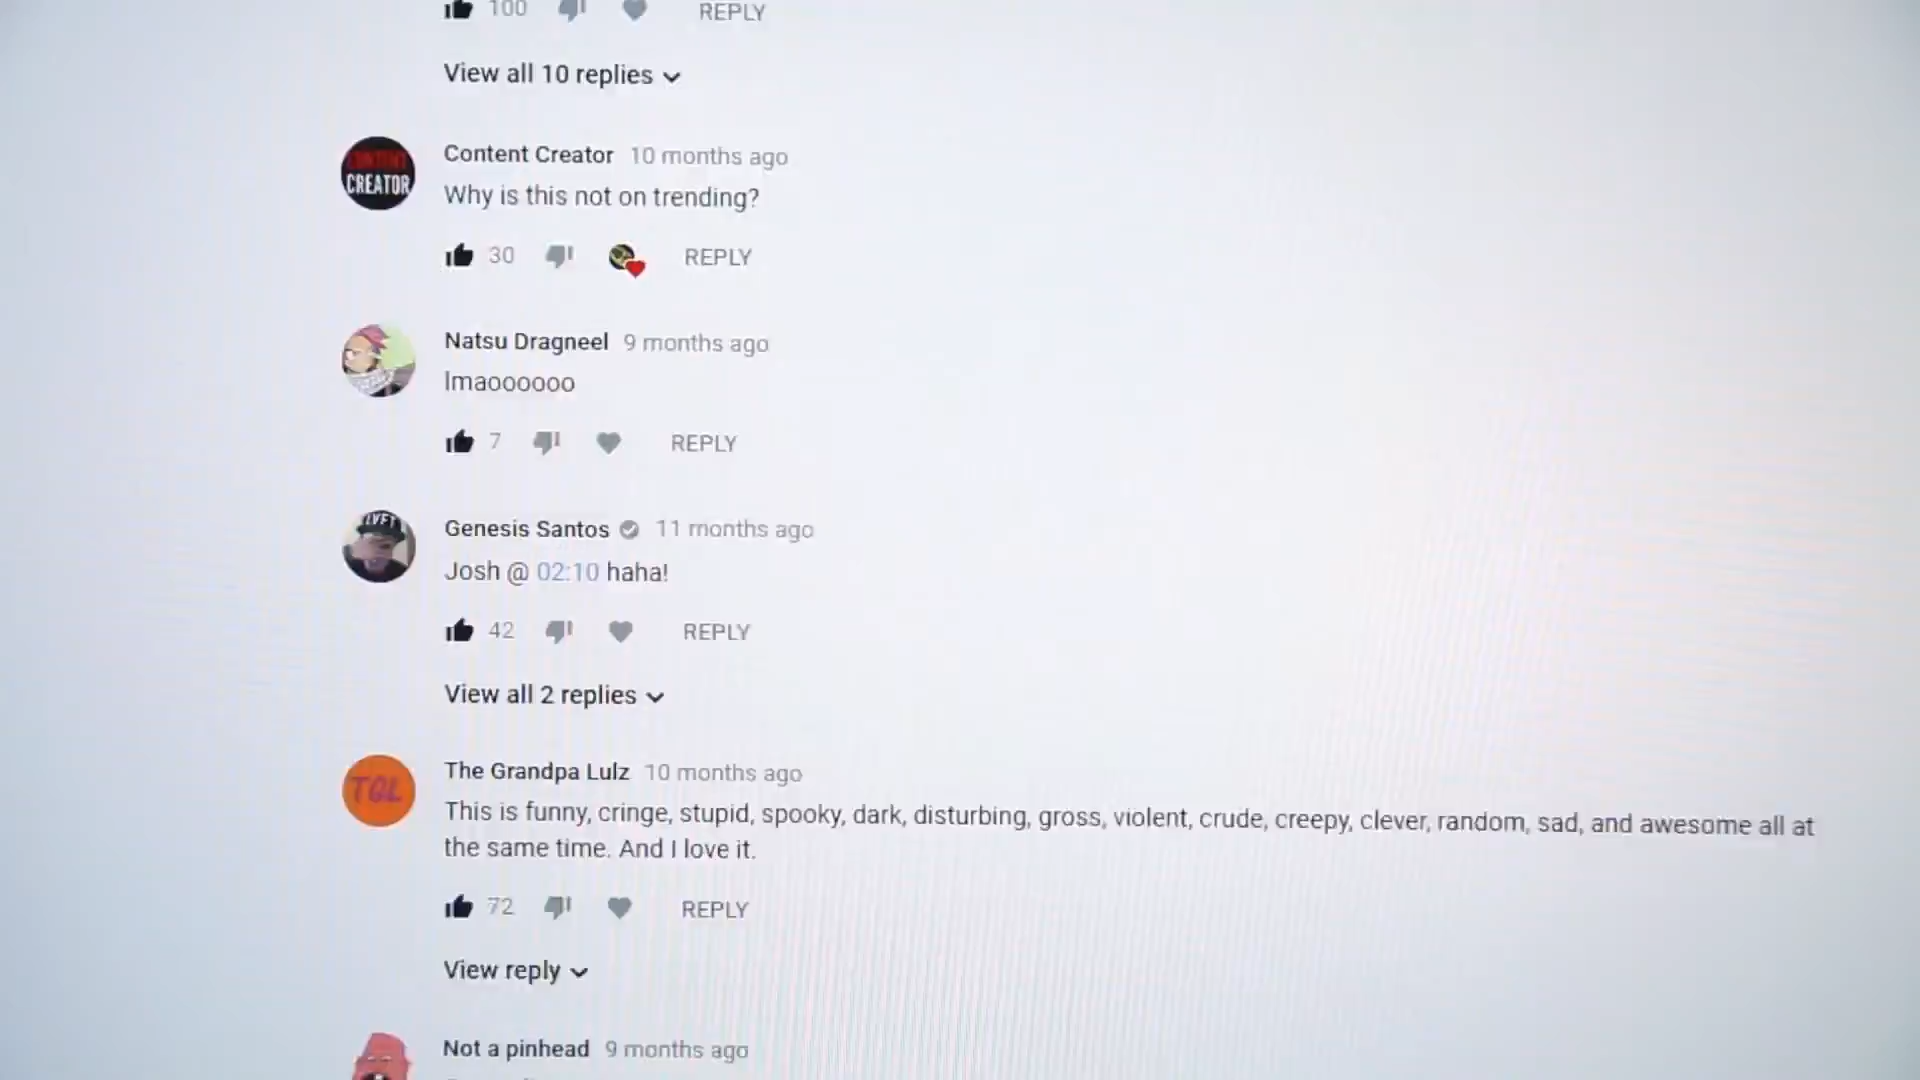 100 REPLY
View all 10 replies
Content Creator 10 months ago
CONTENT
CREATOR
Why is this not on trending?
30 REPLY
Natsu Dragneel 9 months ago
lmaoooooo
7 REPLY
LVFT
Genesis Santos 11 months ago
Josh @ 02:10 haha!
42 REPLY
View all 2 replies
The Grandpa Lulz 10 months ago
TGL
This is funny, cringe, stupid, spooky, dark, disturbing, gross, violent, crude, creepy, clever, random, sad, and awesome all at
the same time. And I love it.
72 REPLY
View reply
Not a pinhead 9 months ago